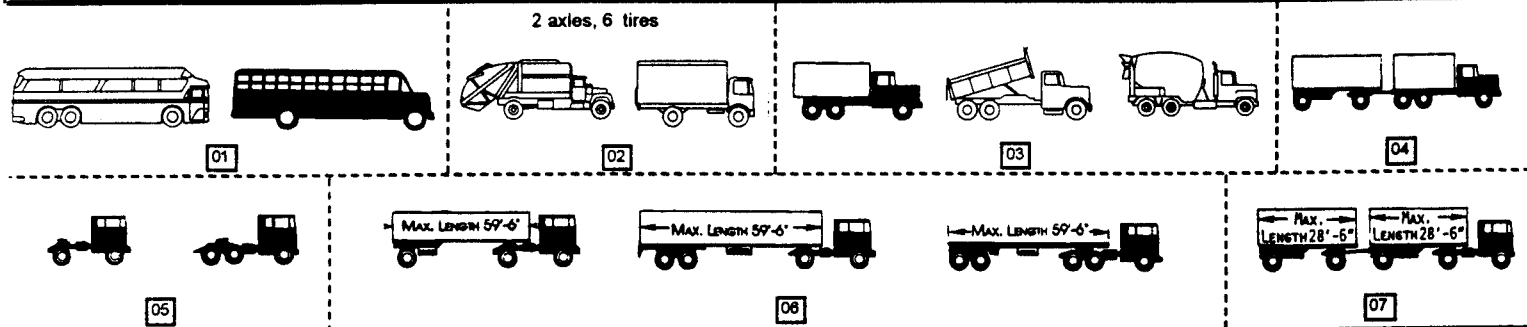 2 axles, 6 tires
01
02
03
04
MAX. LENGTH 59'-6"
MAX. LENGTH 59'-6"
MAX. LENGTH 59'-6"
MAX.
LENGTH 28'-6"
MAX.
LENGTH 28'-6"
05
06
07